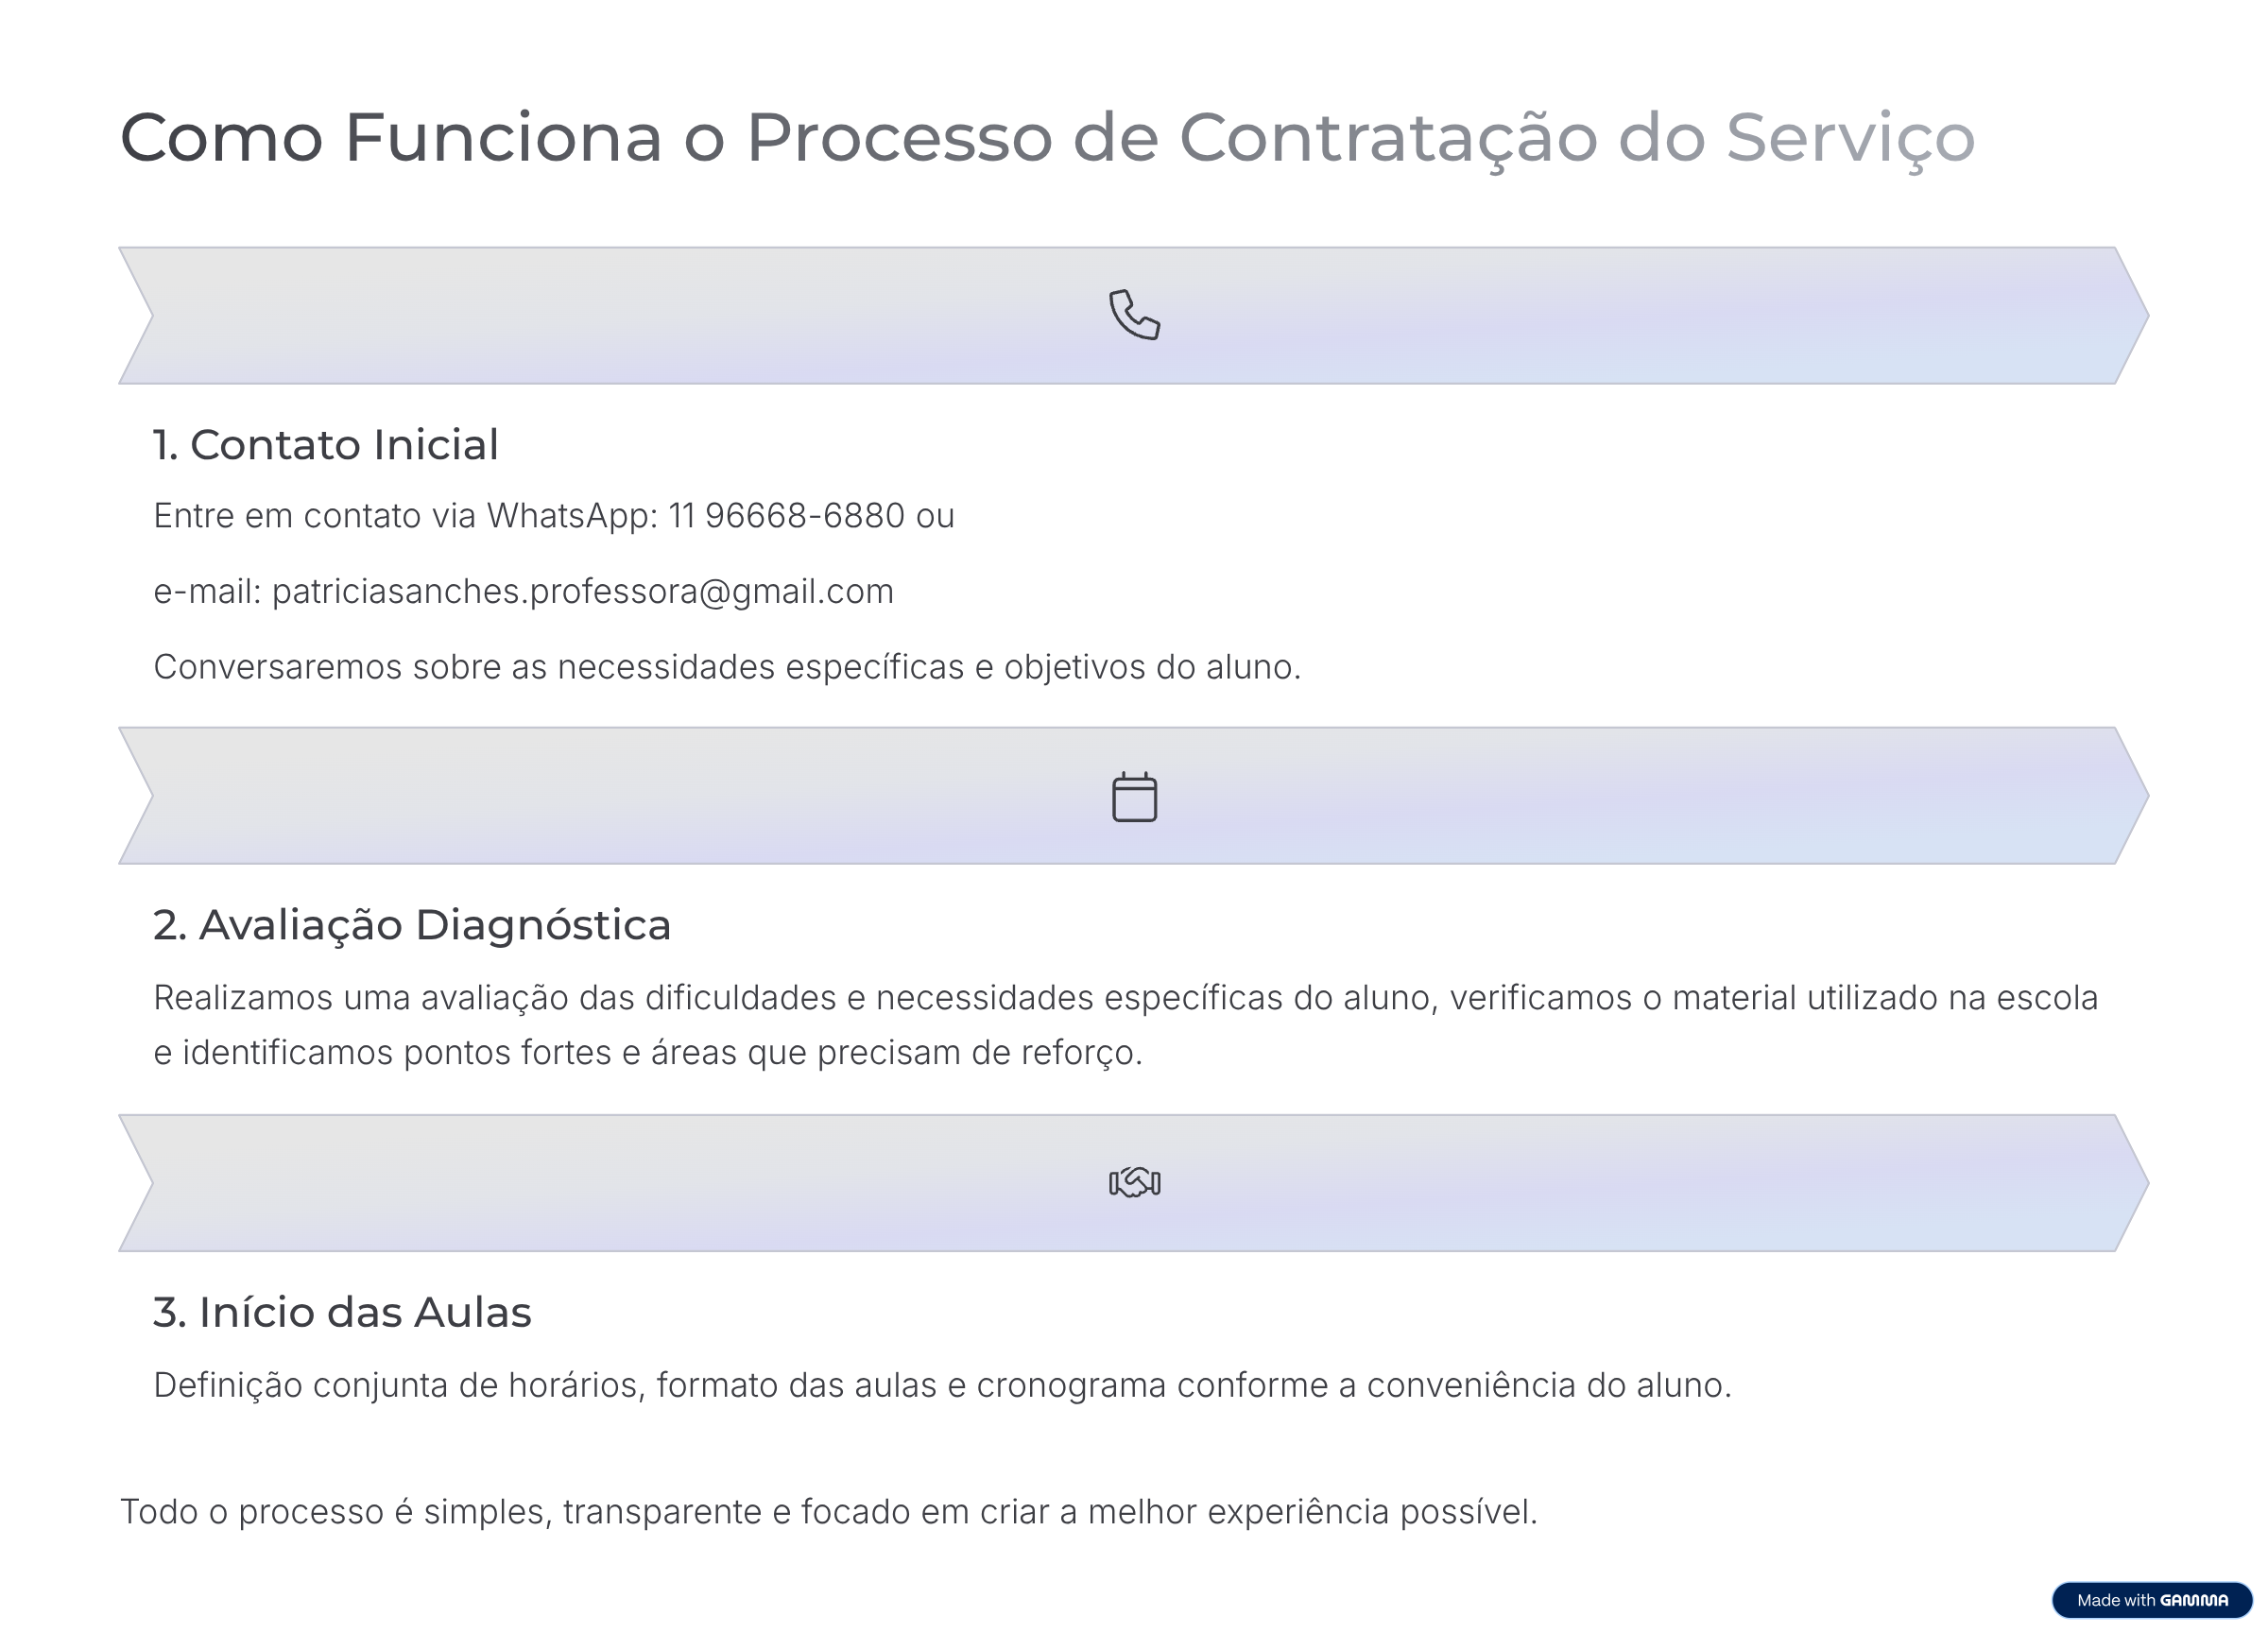 Como Funciona o Processo de Contratação do Serviço
1. Contato Inicial
Entre em contato via WhatsApp: 11 96668-6880 ou
e-mail: patriciasanches.professora@gmail.com
Conversaremos sobre as necessidades específicas e objetivos do aluno.
2. Avaliação Diagnóstica
Realizamos uma avaliação das dificuldades e necessidades específicas do aluno, verificamos o material utilizado na escola
e identificamos pontos fortes e áreas que precisam de reforço.
3. Início das Aulas
Definição conjunta de horários, formato das aulas e cronograma conforme a conveniência do aluno.
Todo o processo é simples, transparente e focado em criar a melhor experiência possível.
Made with GAMMA